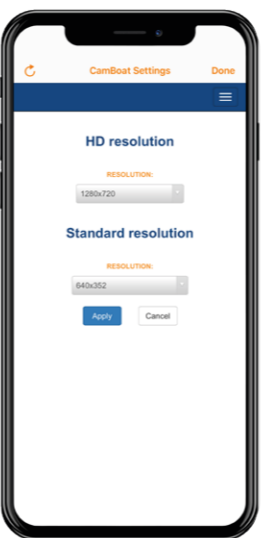 CamBoat Settings Done
HD resolution
RESOLUTION:
1280x720
Standard resolution
RESOLUTION:
640x352
Apply Cancel